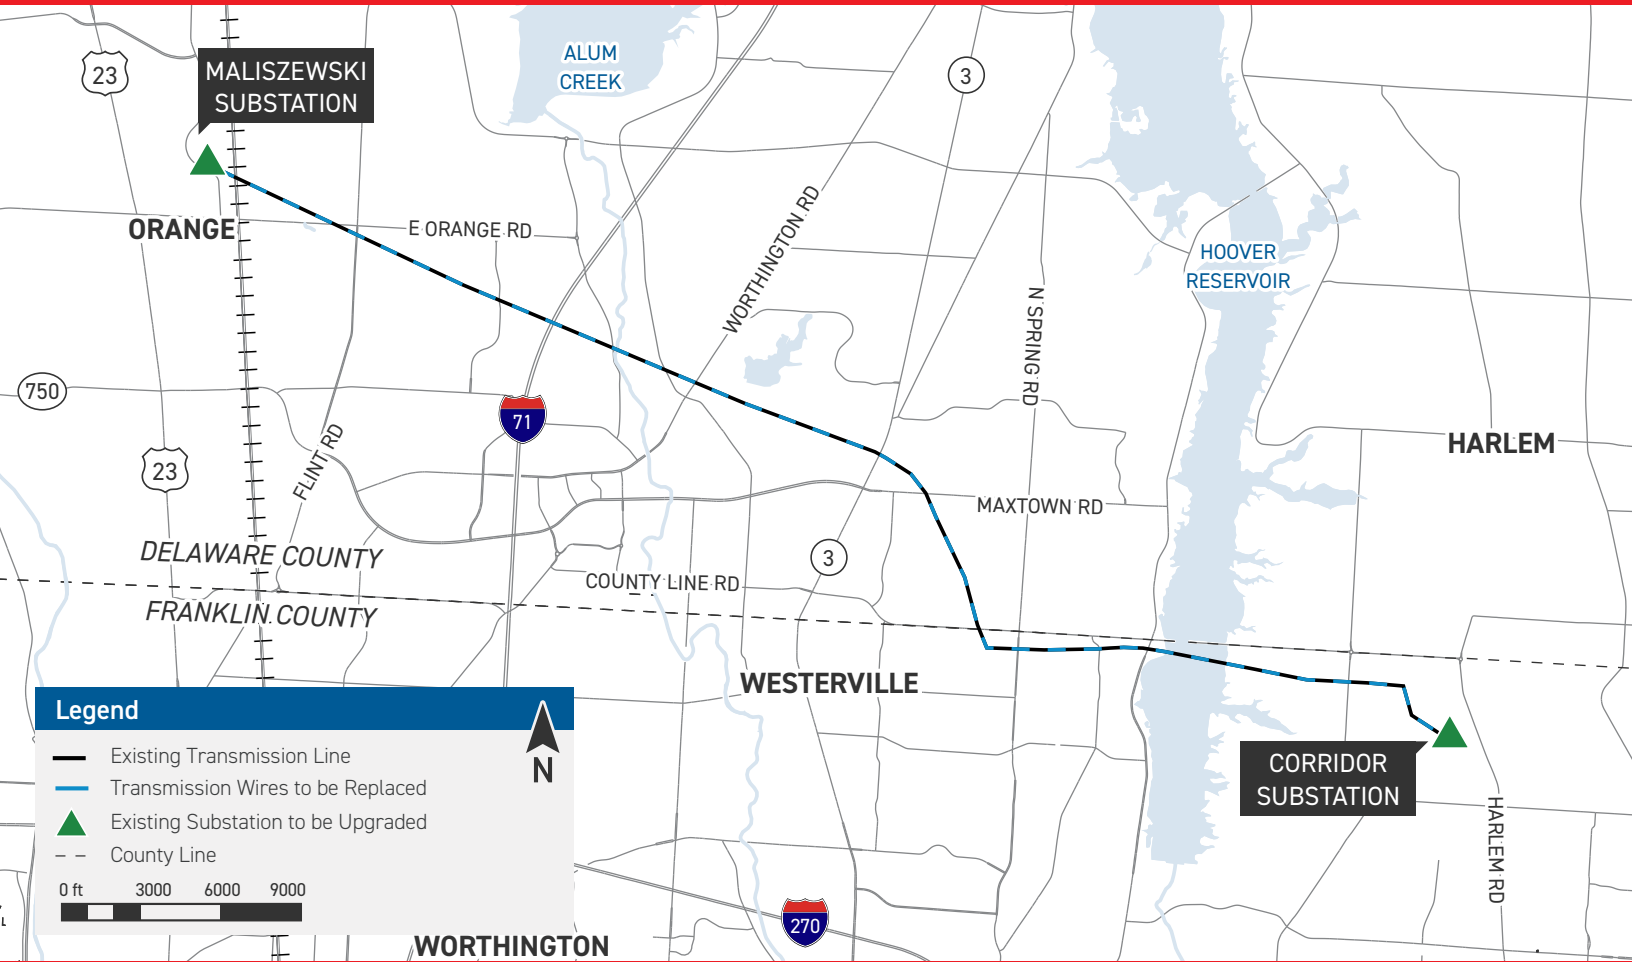 23
MALISZEWSKI
SUBSTATION
ALUM
CREEK
3
ORANGE
E ORANGE RD
WORTHINGTON RD
HOOVER
RESERVOIR
N SPRING RD
750
71
FLINT RD
23
HARLEM
MAXTOWN RD
DELAWARE COUNTY
3
COUNTY LINE RD
FRANKLIN COUNTY
WESTERVILLE
CORRIDOR
SUBSTATION
HARLEM RD
Legend
Existing Transmission Line
Transmission Wires to be Replaced
Existing Substation to be Upgraded
County Line
N
0 ft 3000 6000 9000
270
WORTHINGTON